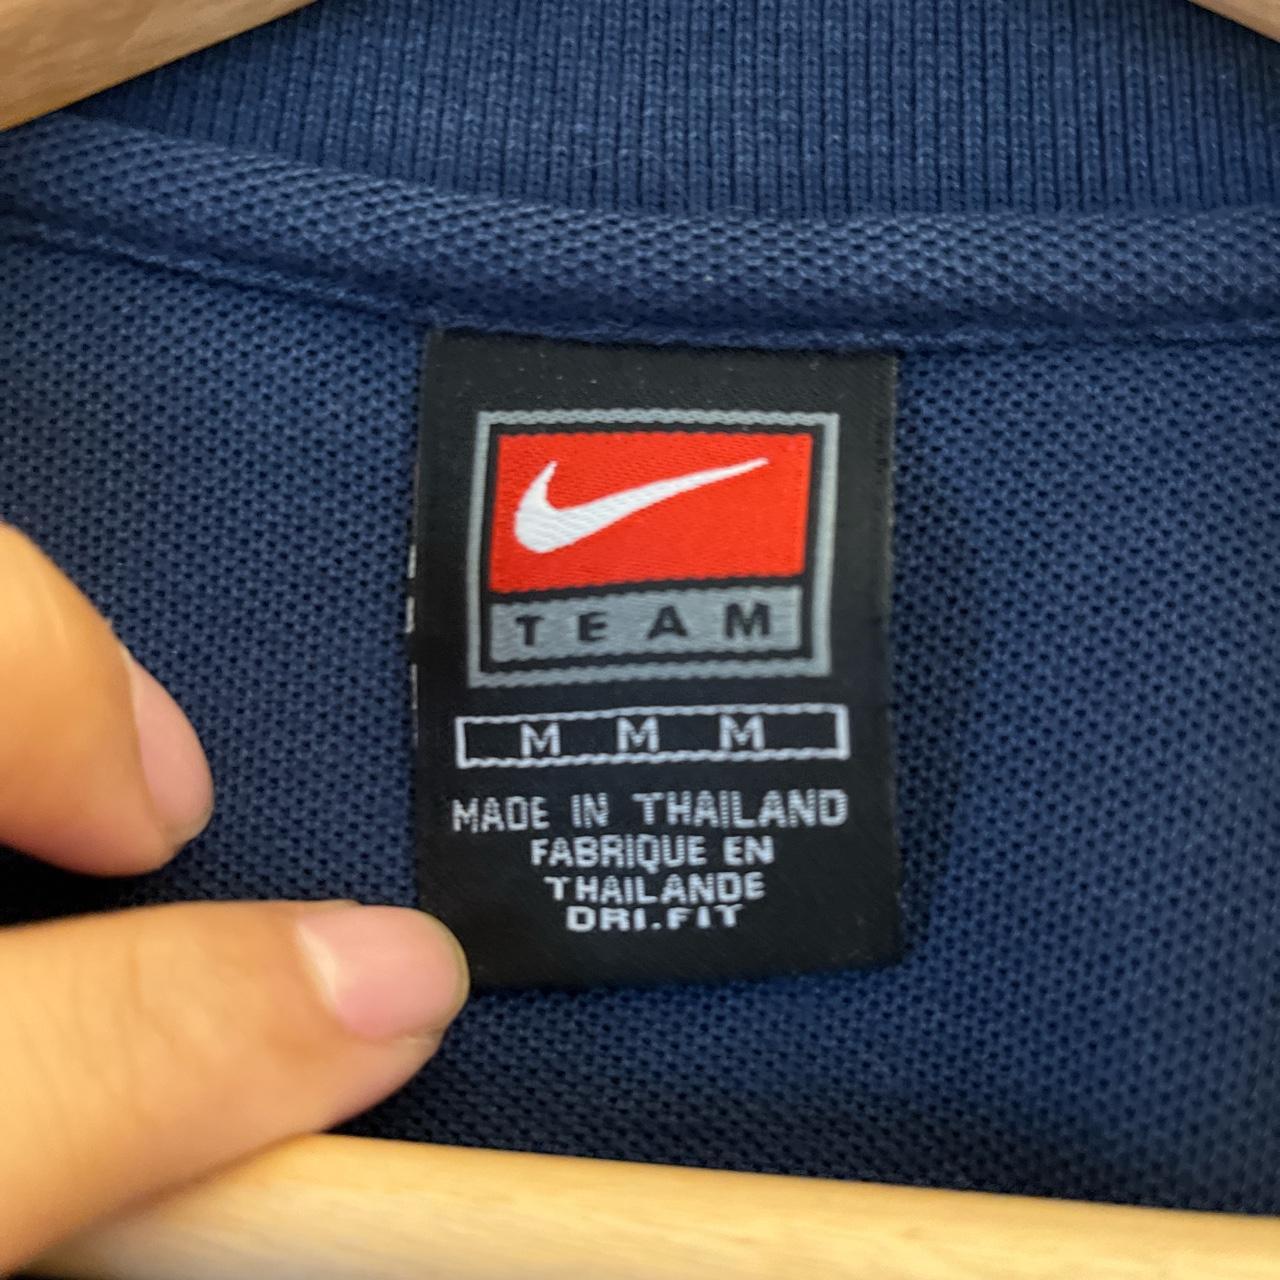 TEAM
M M M
MADE IN THAILAND
FABRIQUE EN
THAILANDE
DRI.FIT